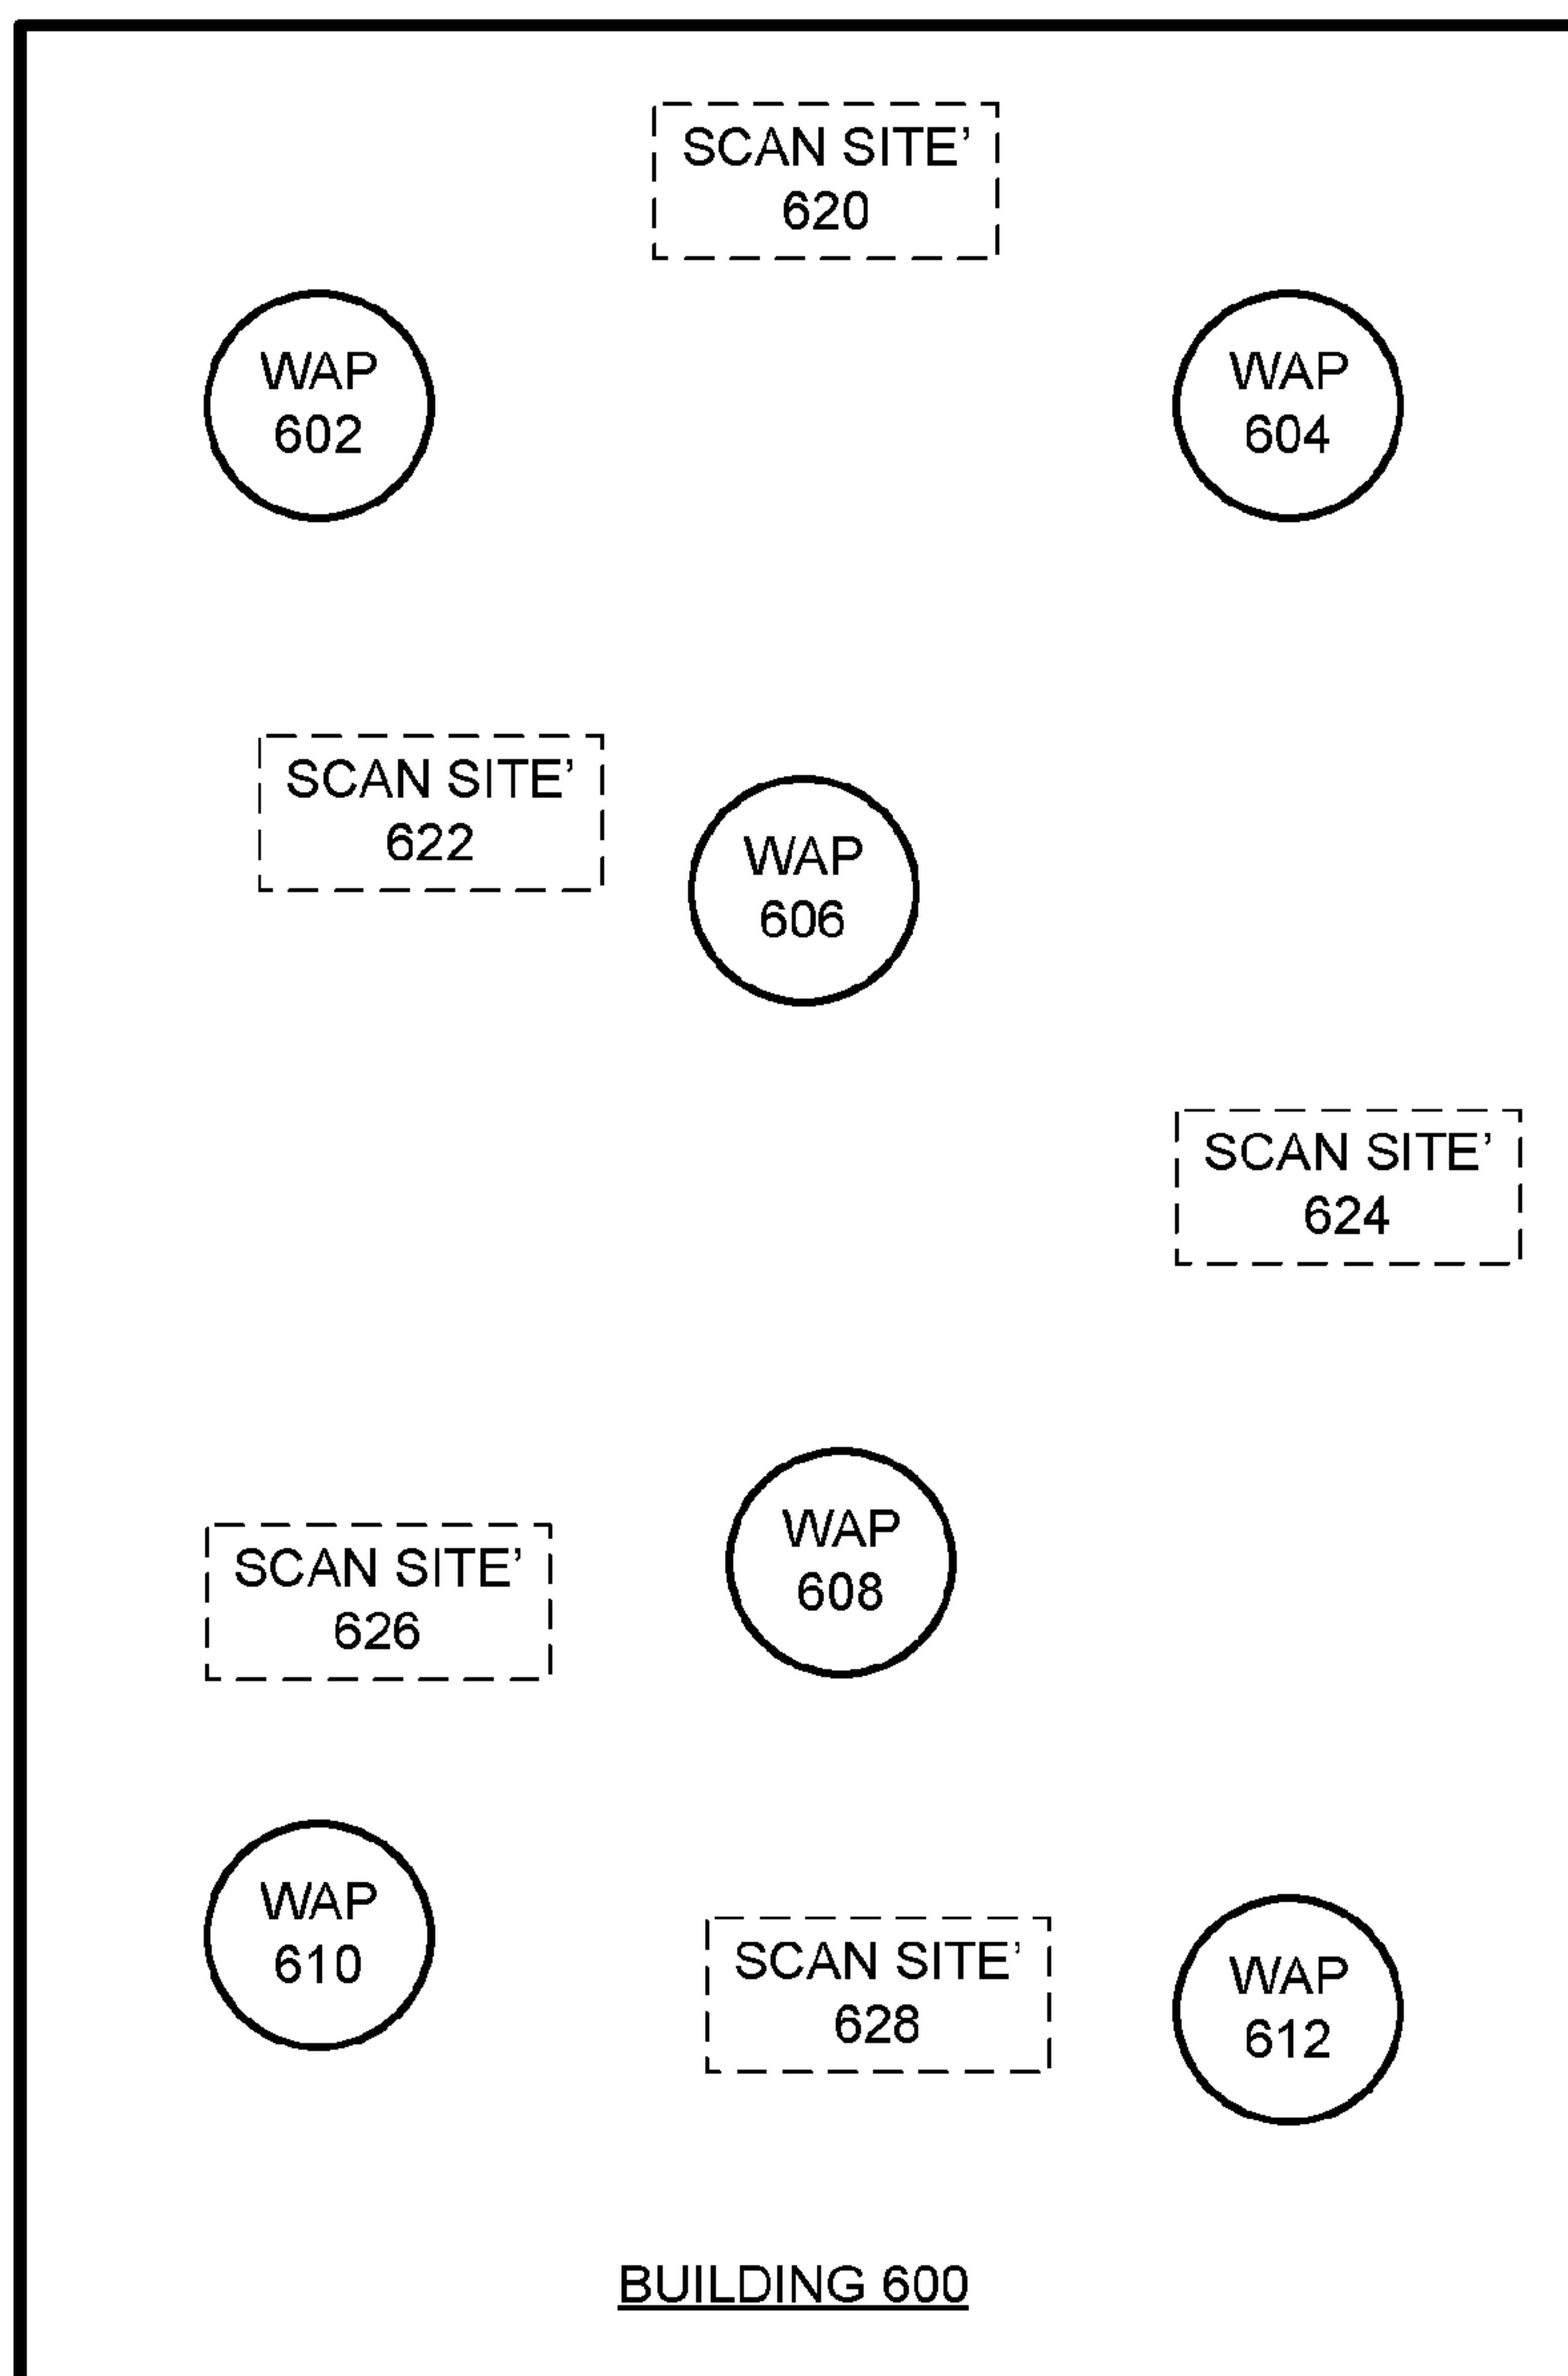 SCAN SITE’
620
WAP
602
WAP
604
SCAN SITE’
622
WAP
606
SCAN SITE’
624
WAP
608
SCAN SITE’
626
WAP
610
SCAN SITE’
628
WAP
612
BUILDING 600